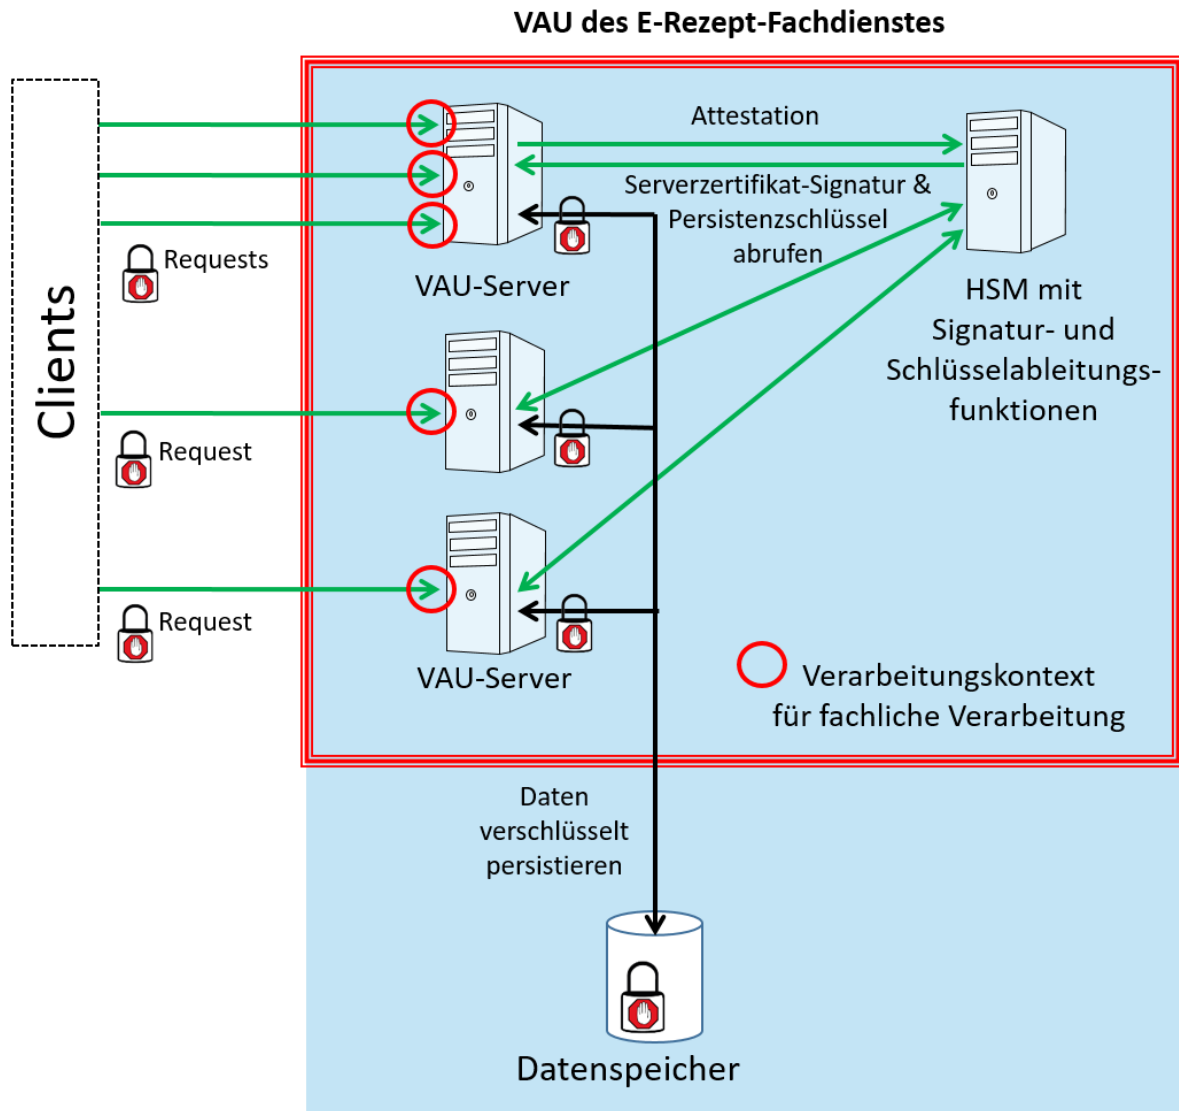 VAU des E-Rezept-Fachdienstes
Attestation
Serverzertifikat-Signatur &
Persistenzschlüssel
abrufen
Requests
VAU-Server
HSM mit
Signatur- und
Schlüsselableitungs-
funktionen
Clients
Request
Request
VAU-Server
Verarbeitungskontext
für fachliche Verarbeitung
Daten
verschlüsselt
persistieren
Datenspeicher